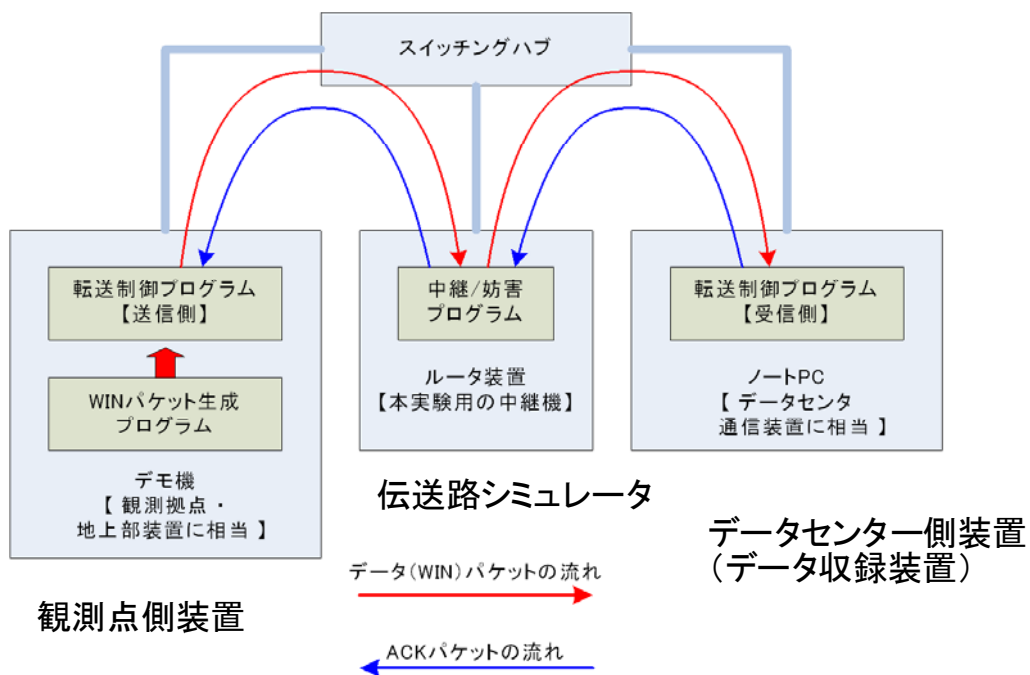 スイッチングハブ
転送制御プログラム
【送信側】
WINパケット生成
プログラム
デモ機
【 観測拠点・
地上部装置に相当 】
観測点側装置
中継/妨害
プログラム
ルータ装置
【本実験用の中継機】
伝送路シミュレータ
転送制御プログラム
【受信側】
ノートPC
【 データセンタ
通信装置に相当 】
データセンター側装置
（データ収録装置）
データ(WIN)パケットの流れ
ACKパケットの流れ